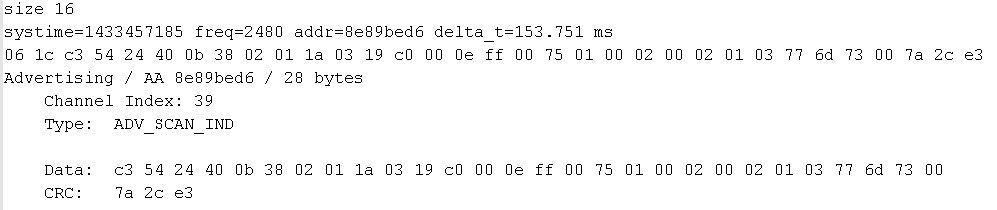 size 16
systime=1433457185 freq=2480 addr=8e89bed6 delta_t=153.751 ms
06 1c c3 54 24 40 0b 38 02 01 1a 03 19 c0 00 0e ff 00 75 01 00 02 00 02 01 03 77 6d 73 00 7a 2c e3
Advertising / AA 8e89bed6 / 28 bytes
Channel Index: 39
Type:  ADV_SCAN_IND
Data:  c3 54 24 40 0b 38 02 01 1a 03 19 c0 00 0e ff 00 75 01 00 02 00 02 01 03 77 6d 73 00
CRC:   7a 2c e3